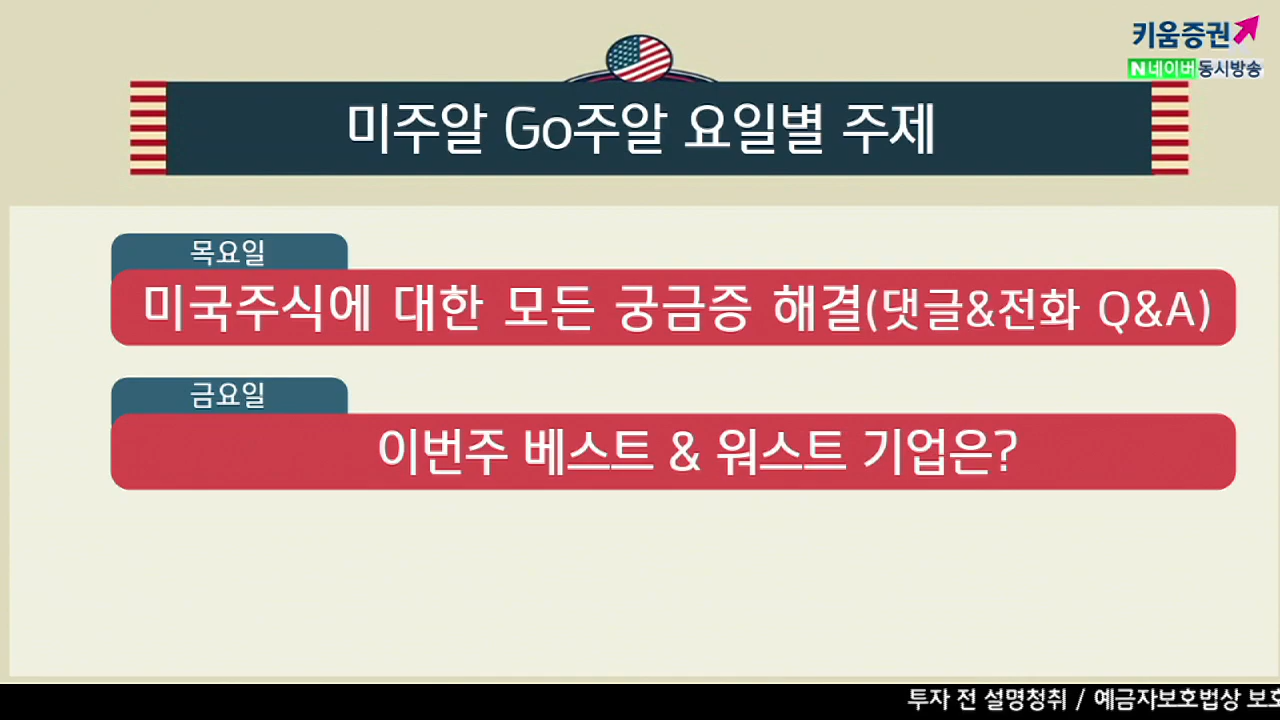 키움증권
N 네이버 동시방송
미주알 Go주알 요일별 주제
목요일
미국주식에 대한 모든 궁금증 해결(댓글&전화 Q&A)
금요일
이번주 베스트 & 워스트 기업은?
투자 전 설명청취 / 예금자보호법상 보호